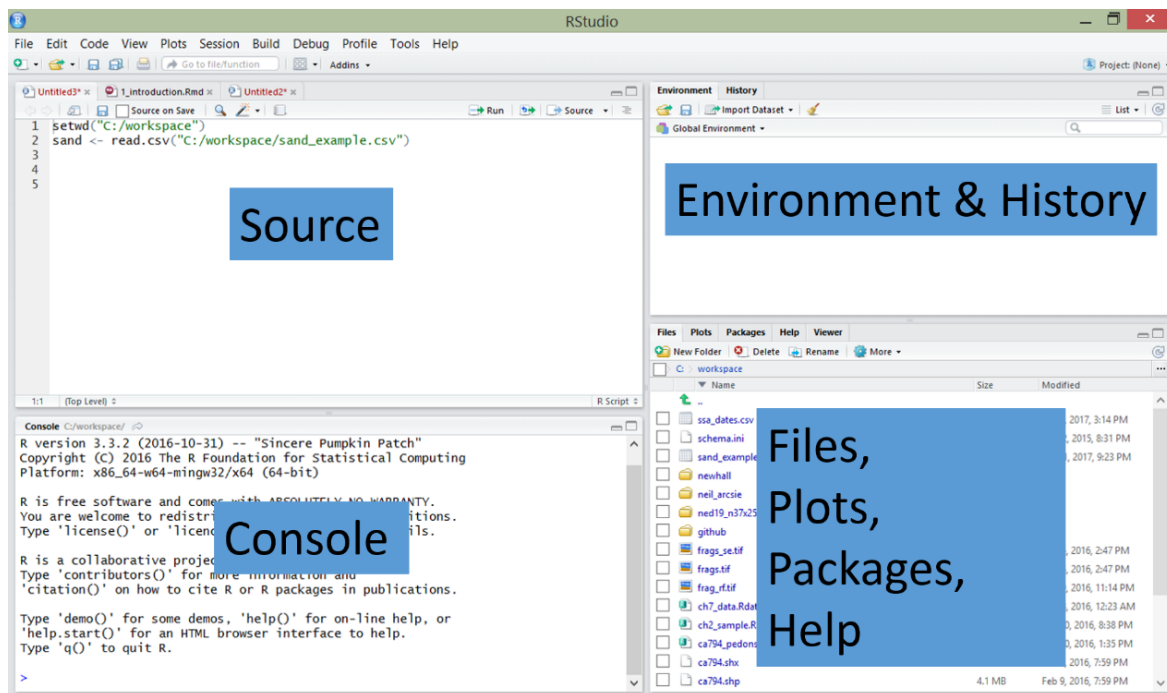 RStudio
File Edit Code View Plots Session Build Debug Profile Tools Help
Go to file/function Addins Project: (None)
Untitled3* 1_introduction.Rmd Untitled2*
Source on Save Run Source
1 setwd("C:/workspace")
2 sand <- read.csv("C:/workspace/sand_example.csv")
3
4
5
Source
1:1 (Top Level) R Script
Console C:/workspace/
R version 3.3.2 (2016-10-31) -- "Sincere Pumpkin Patch"
Copyright (C) 2016 The R Foundation for Statistical Computing
Platform: x86_64-w64-mingw32/x64 (64-bit)
R is free software and comes with ABSOLUTELY NO WARRANTY.
You are welcome to
Type 'license()' or
Console
R is a collaborative
Type 'contributors()' for more information and
'citation()' on how to cite R or R packages in publications.
Type 'demo()' for some demos, 'help()' for on-line help, or
'help.start()' for an HTML browser interface to help.
Type 'q()' to quit R.
>
Environment History
Import Dataset List
Global Environment
Environment & History
Files Plots Packages Help Viewer
New Folder Delete Rename More
C: workspace
Name Size Modified
..
ssa_dates.csv 2017, 3:14 PM
schema.ini 2015, 8:31 PM
sand_example 2017, 9:23 PM
newhall
neil_arcsie
ned19_n37x25
github
frags_se.tif 2016, 2:47 PM
frags.tif 2016, 2:47 PM
frag_rf.tif 2016, 11:14 PM
ch7_data.Rdat 2016, 12:23 AM
ch2_sample.R 2016, 8:38 PM
ca794_pedons 2016, 1:35 PM
ca794.shx 2016, 7:59 PM
ca794.shp 4.1 MB Feb 9, 2016, 7:59 PM
Files,
Plots,
Packages,
Help